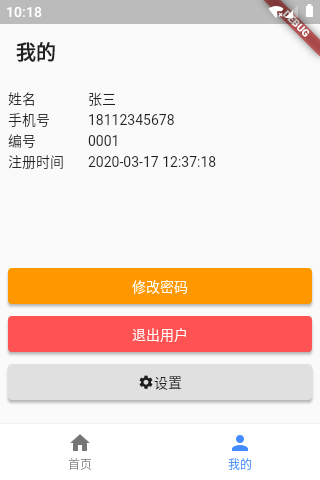 10:18
DEBUG
我的
姓名 张三
手机号 18112345678
编号 0001
注册时间 2020-03-17 12:37:18
修改密码
退出用户
设置
首页 我的